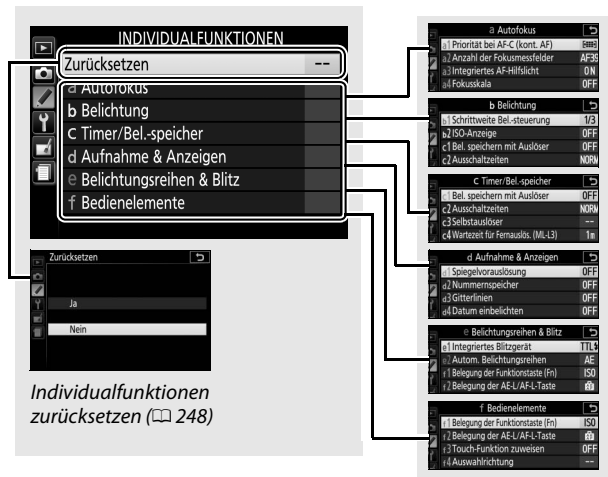 INDIVIDUALFUNKTIONEN
Zurücksetzen --
a Autofokus
b Belichtung
c Timer/Bel.-speicher
d Aufnahme & Anzeigen
e Belichtungsreihen & Blitz
f Bedienelemente
Zurücksetzen
Ja
Nein
Individualfunktionen
zurücksetzen (248)
a Autofokus
a1 Priorität bei AF-C (kont. AF)
a2 Anzahl der Fokusmessfelder AF39
a3 Integriertes AF-Hilfslicht ON
a4 Fokusskala OFF
b Belichtung
b1 Schrittweite Bel.-steuerung 1/3
b2 ISO-Anzeige OFF
c1 Bel. speichern mit Auslöser OFF
c2 Ausschaltzeiten NORM
c Timer/Bel.-speicher
c1 Bel. speichern mit Auslöser OFF
c2 Ausschaltzeiten NORM
c3 Selbstauslöser --
c4 Wartezeit für Fernauslös. (ML-L3) 1m
d Aufnahme & Anzeigen
d1 Spiegelvorauslösung OFF
d2 Nummernspeicher OFF
d3 Gitterlinien OFF
d4 Datum einbelichten OFF
e Belichtungsreihen & Blitz
e1 Integriertes Blitzgerät TTL
e2 Autom. Belichtungsreihen AE
f1 Belegung der Funktionstaste (Fn) ISO
f2 Belegung der AE-L/AF-L-Taste
f Bedienelemente
f1 Belegung der Funktionstaste (Fn) ISO
f2 Belegung der AE-L/AF-L-Taste
f3 Touch-Funktion zuweisen OFF
f4 Auswahlrichtung --